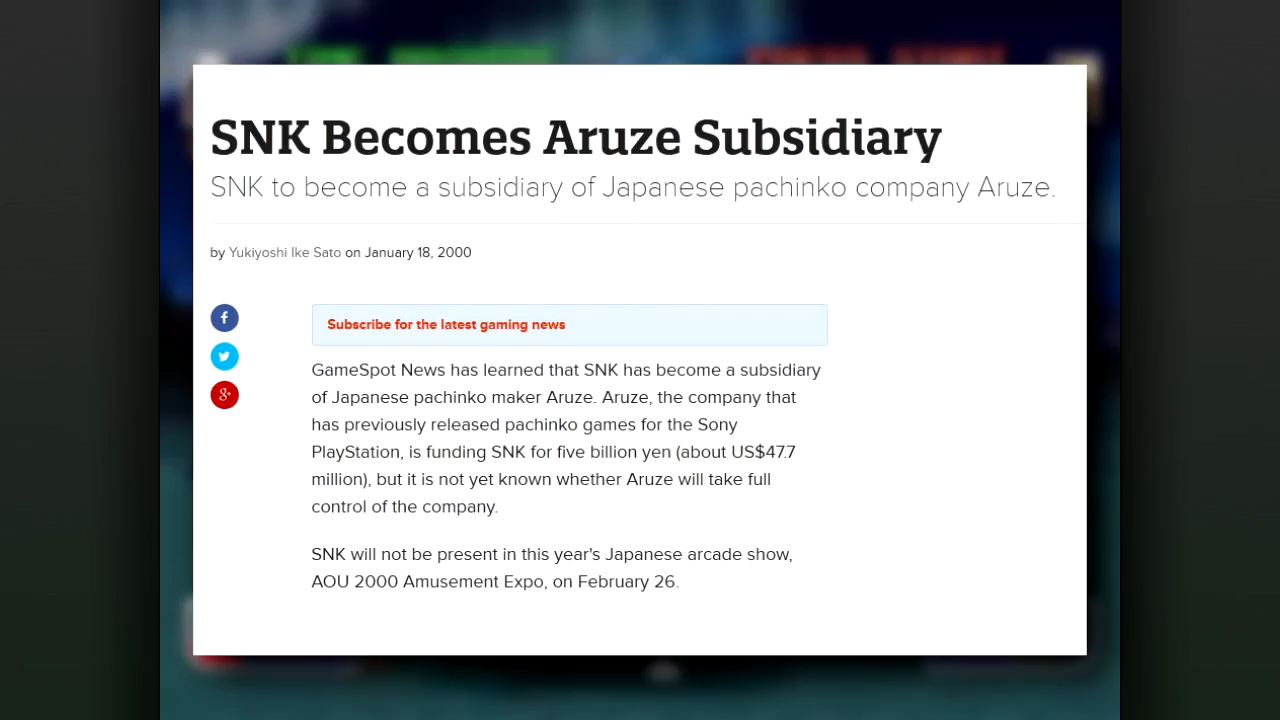 SNK Becomes Aruze Subsidiary
SNK to become a subsidiary of Japanese pachinko company Aruze.
by Yukiyoshi Ike Sato on January 18, 2000
f
g+
Subscribe for the latest gaming news
GameSpot News has learned that SNK has become a subsidiary
of Japanese pachinko maker Aruze. Aruze, the company that
has previously released pachinko games for the Sony
PlayStation, is funding SNK for five billion yen (about US$47.7
million), but it is not yet known whether Aruze will take full
control of the company.
SNK will not be present in this year's Japanese arcade show,
AOU 2000 Amusement Expo, on February 26.